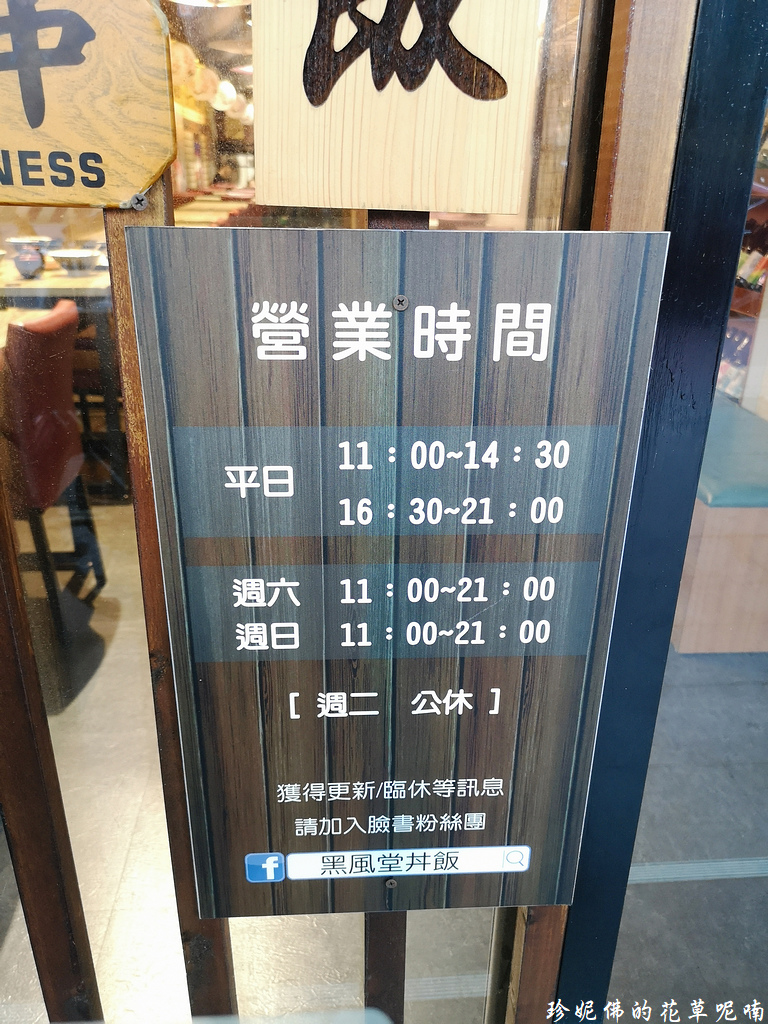 中
NESS
飯
營業時間
平日 11：00~14：30
16：30~21：00
週六 11：00~21：00
週日 11：00~21：00
[ 週二 公休 ]
獲得更新/臨休等訊息
請加入臉書粉絲團
f 黑風堂丼飯
珍妮佛的花草呢喃